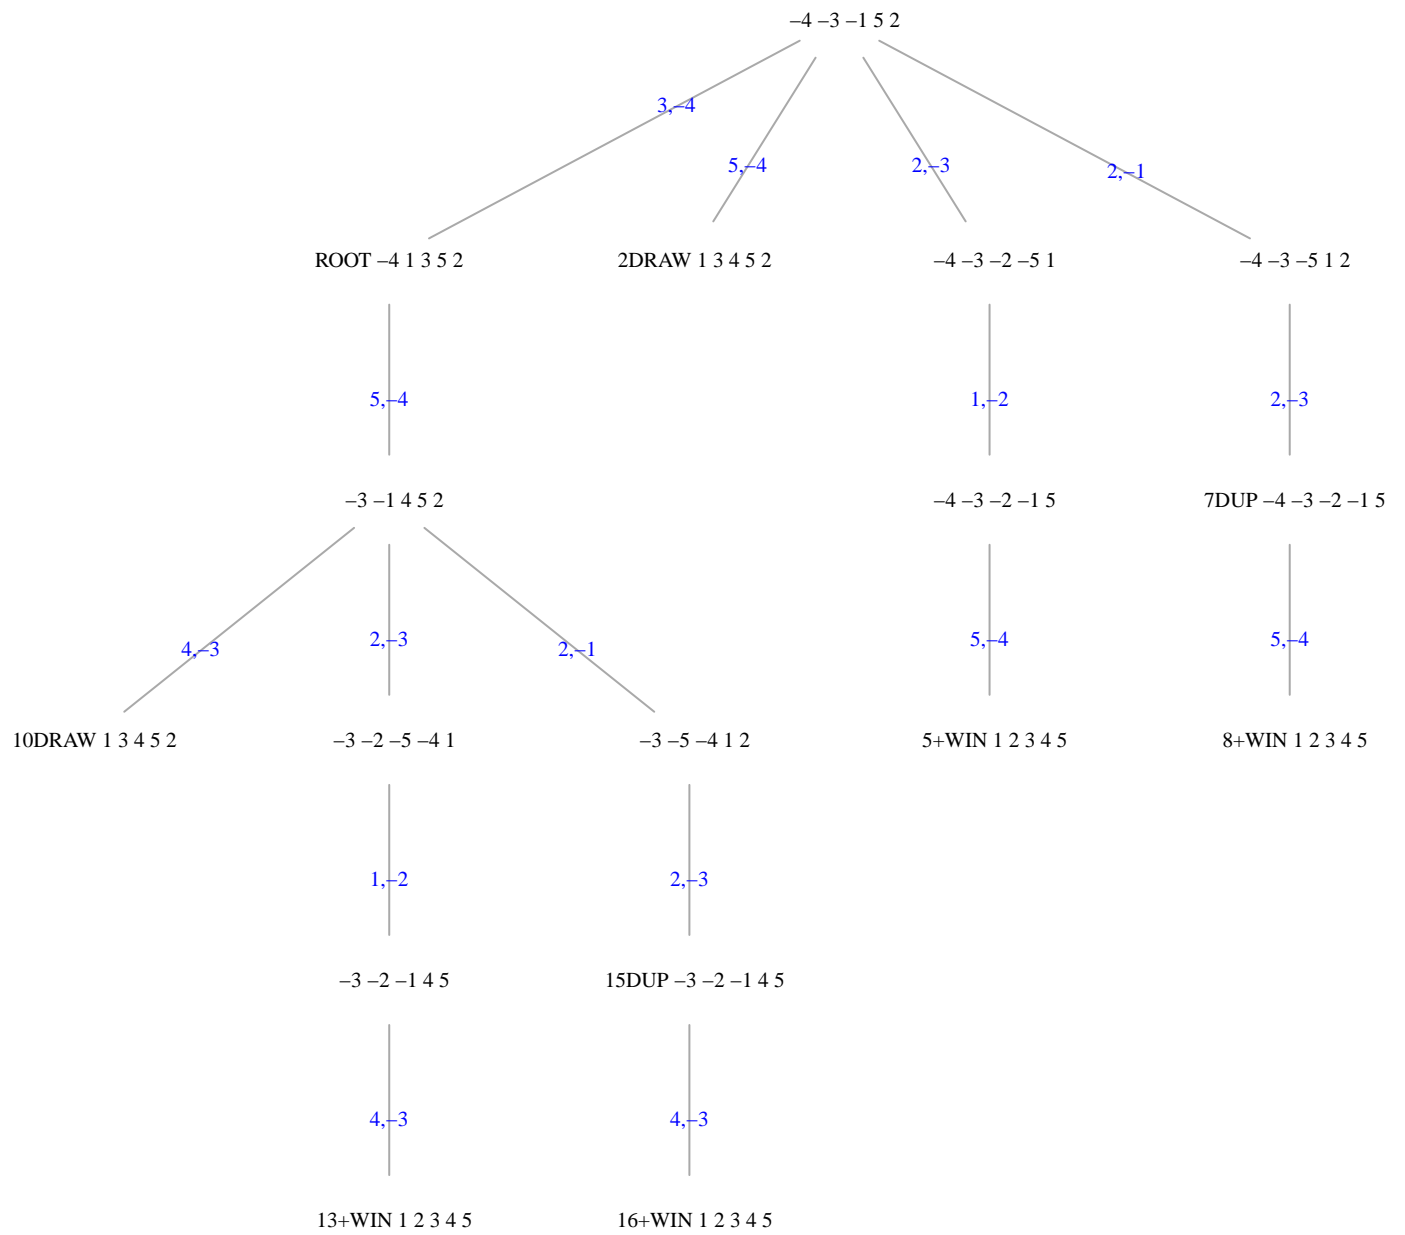 –4 –3 –1 5 2
3,–4
5,–4
2,–3
2,–1
ROOT –4 1 3 5 2
2DRAW 1 3 4 5 2
–4 –3 –2 –5 1
–4 –3 –5 1 2
5,–4
1,–2
2,–3
–3 –1 4 5 2
–4 –3 –2 –1 5
7DUP –4 –3 –2 –1 5
4,–3
2,–3
2,–1
5,–4
5,–4
10DRAW 1 3 4 5 2
–3 –2 –5 –4 1
–3 –5 –4 1 2
5+WIN 1 2 3 4 5
8+WIN 1 2 3 4 5
1,–2
2,–3
–3 –2 –1 4 5
15DUP –3 –2 –1 4 5
4,–3
4,–3
13+WIN 1 2 3 4 5
16+WIN 1 2 3 4 5